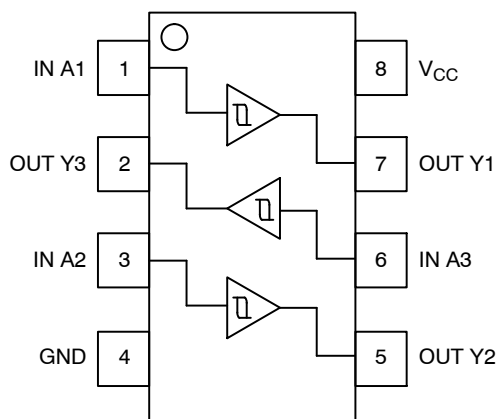 IN A1 1 8 VCC
OUT Y3 2 7 OUT Y1
IN A2 3 6 IN A3
GND 4 5 OUT Y2